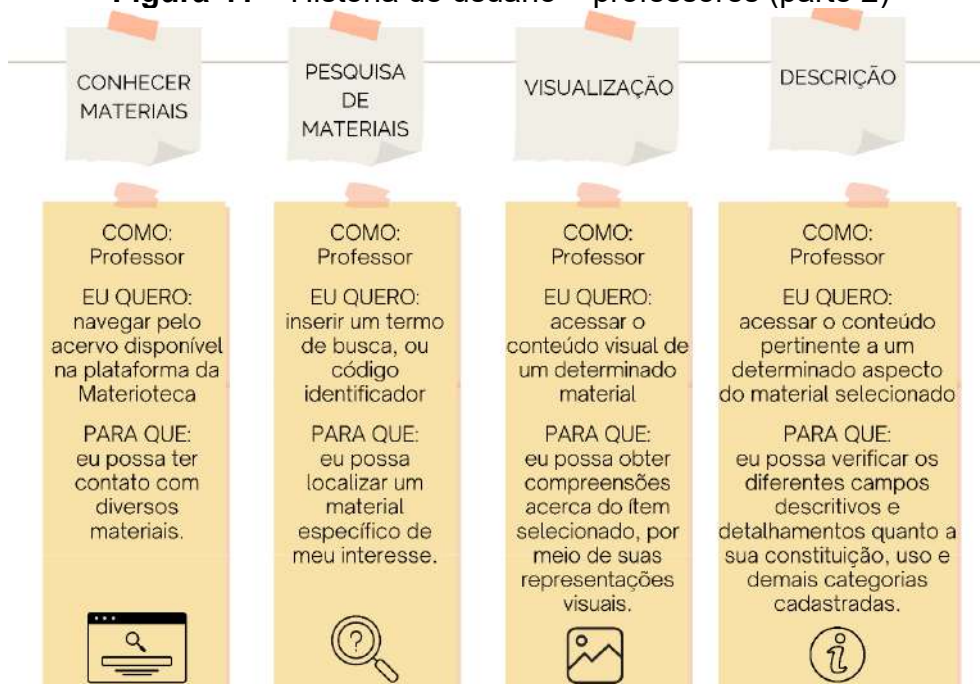 História do usuário – professores (parte 2)
CONHECER
MATERIAIS
PESQUISA
DE
MATERIAIS
VISUALIZAÇÃO
DESCRIÇÃO
COMO:
Professor
EU QUERO:
navegar pelo
acervo disponível
na plataforma da
Materioteca
PARA QUE:
eu possa ter
contato com
diversos
materiais.
COMO:
Professor
EU QUERO:
inserir um termo
de busca, ou
código
identificador
PARA QUE:
eu possa
localizar um
material
específico de
meu interesse.
COMO:
Professor
EU QUERO:
acessar o
conteúdo visual de
um determinado
material
PARA QUE:
eu possa obter
compreensões
acerca do ítem
selecionado, por
meio de suas
representações
visuais.
COMO:
Professor
EU QUERO:
acessar o conteúdo
pertinente a um
determinado aspecto
do material selecionado
PARA QUE:
eu possa verificar os
diferentes campos
descritivos e
detalhamentos quanto a
sua constituição, uso e
demais categorias
cadastradas.